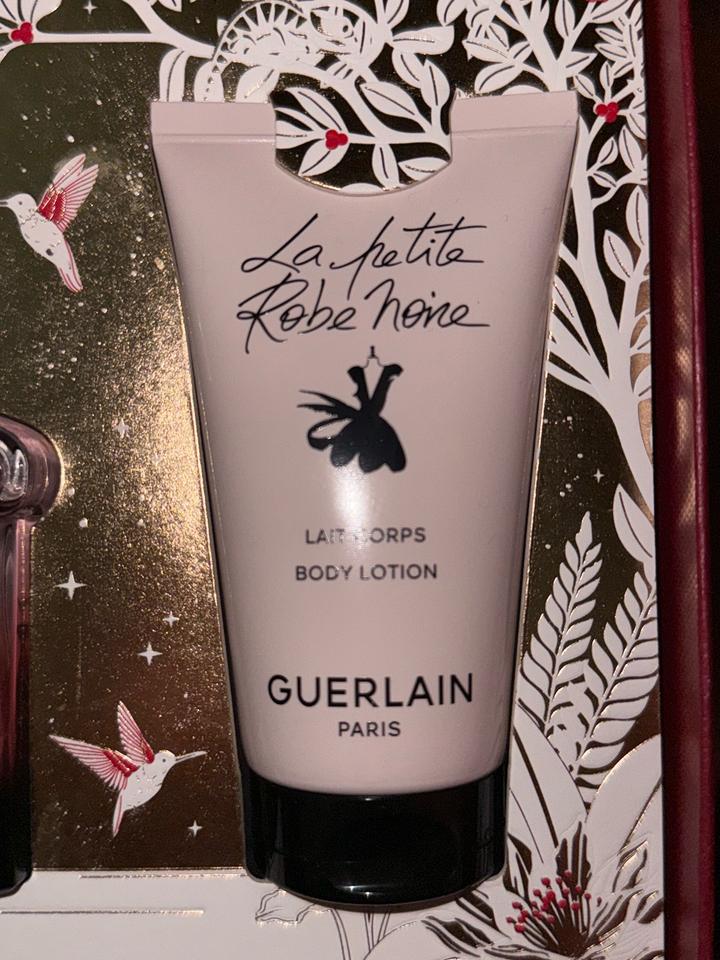 La petite
Robe Noire
LAIT CORPS
BODY LOTION
GUERLAIN
PARIS